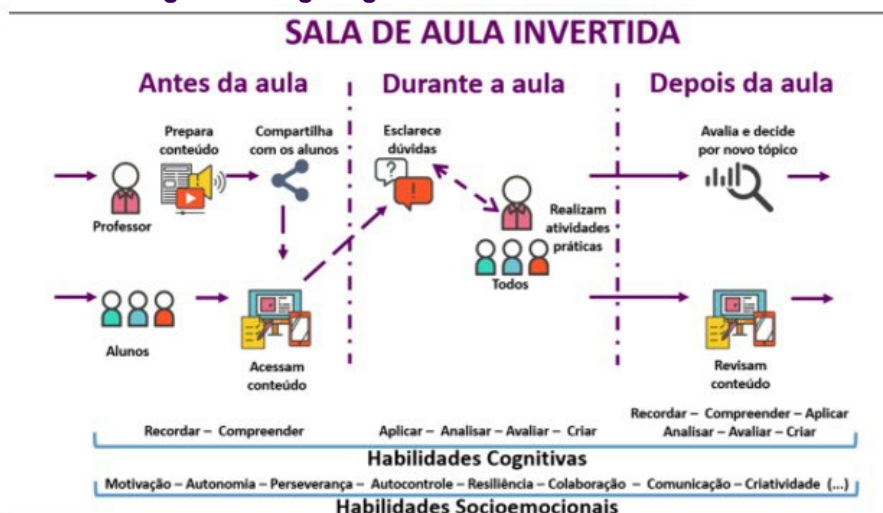 SALA DE AULA INVERTIDA
Antes da aula
Durante a aula
Depois da aula
Prepara
conteúdo
Compartilha
com os alunos
Esclarece
dúvidas
Avalia e decide
por novo tópico
Professor
Realizam
atividades
práticas
Todos
Alunos
Acessam
conteúdo
Revisam
conteúdo
Recordar – Compreender
Aplicar – Analisar – Avaliar – Criar
Recordar – Compreender – Aplicar
Analisar – Avaliar – Criar
Habilidades Cognitivas
Motivação – Autonomia – Perseverança – Autocontrole – Resiliência – Colaboração – Comunicação – Criatividade (...)
Habilidades Socioemocionais